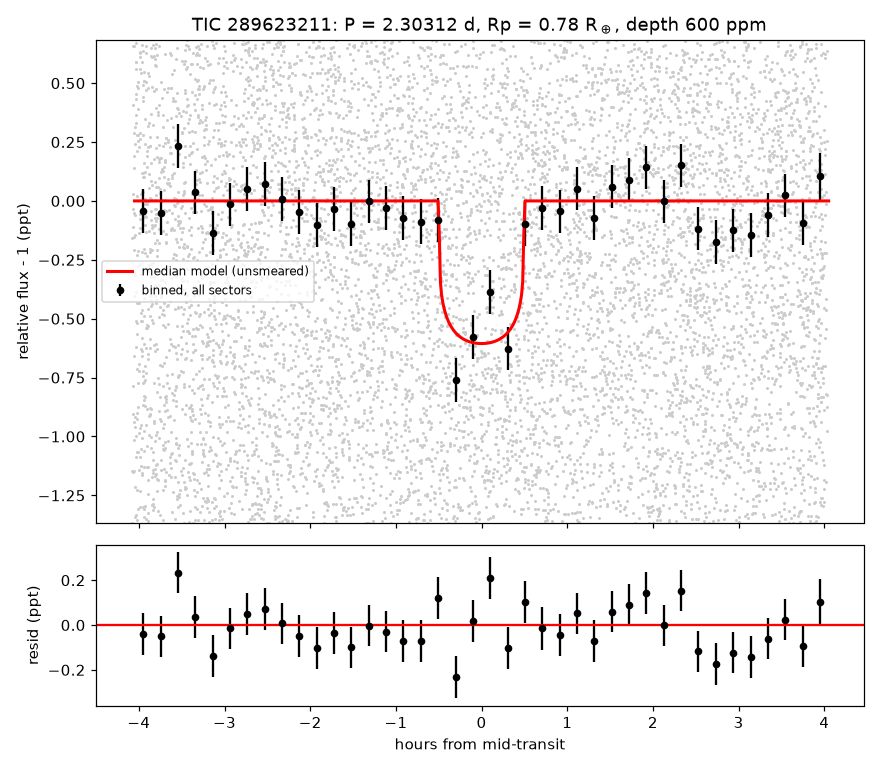 TIC 289623211: P = 2.30312 d, Rp = 0.78 R⊕, depth 600 ppm
relative flux - 1 (ppt)
0.50
0.25
0.00
−0.25
−0.50
−0.75
−1.00
−1.25
median model (unsmeared)
binned, all sectors
resid (ppt)
0.2
0.0
−0.2
−4 −3 −2 −1 0 1 2 3 4
hours from mid-transit